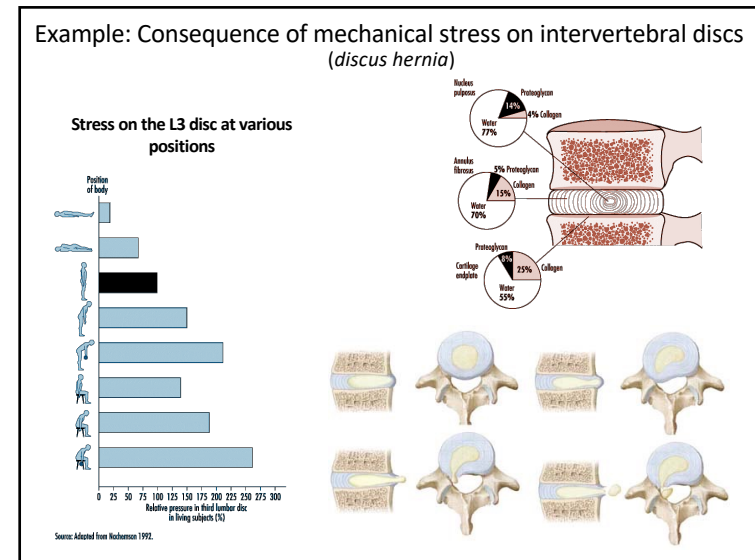 Example: Consequence of mechanical stress on intervertebral discs
(discus hernia)
Stress on the L3 disc at various
positions
Position
of body
0 25 50 75 100 125 150 175 200 225 250 275 300
Relative pressure in third lumbar disc
in living subjects (%)
Source: Adapted from Nachemson 1992.
Nucleus
pulposus
Proteoglycan
14%
4% Collagen
Water
77%
Annulus
fibrosus
5% Proteoglycan
Collagen
15%
Water
70%
Proteoglycan
8%
Cartilage
endplate
25%
Collagen
Water
55%